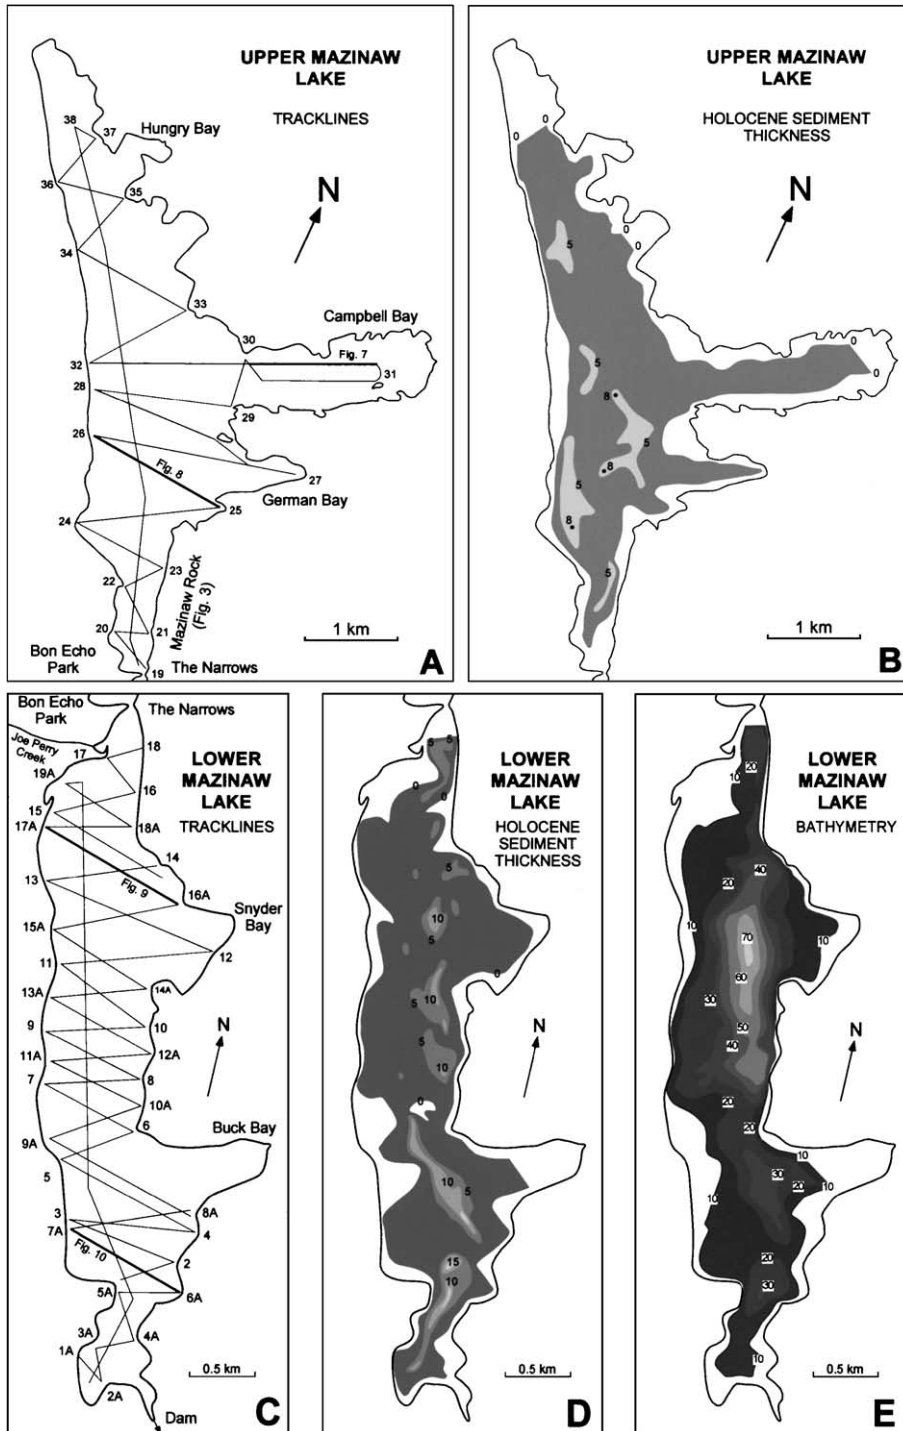 UPPER MAZINAW
LAKE
TRACKLINES
38
37
Hungry Bay
36
35
N
34
33
Campbell Bay
30
Fig. 7
32
31
28
29
26
Fig. 8
27
German Bay
25
24
23
Mazinaw Rock
(Fig. 3)
22
20
21
1 km
Bon Echo
Park
19
The Narrows
A
UPPER MAZINAW
LAKE
HOLOCENE SEDIMENT
THICKNESS
0
0
N
0
0
5
0
5
0
8
5
8
5
8
5
1 km
B
Bon Echo
Park
The Narrows
Joe Perry
Creek
17
18
LOWER
MAZINAW
LAKE
TRACKLINES
19A
16
15
17A
18A
14
13
Fig. 9
16A
Snyder
Bay
15A
12
11
13A
14A
N
9
10
11A
12A
7
8
10A
6
Buck Bay
9A
5
3
8A
7A
4
Fig. 10
2
5A
6A
3A
4A
1A
0.5 km
2A
Dam
C
5
5
LOWER
MAZINAW
LAKE
HOLOCENE
SEDIMENT
THICKNESS
0
0
5
10
5
0
5
10
N
5
10
0
10
5
15
10
0.5 km
D
20
10
LOWER
MAZINAW
LAKE
BATHYMETRY
40
20
10
70
10
60
30
50
N
40
20
20
10
30
10
20
10
20
30
10
0.5 km
E